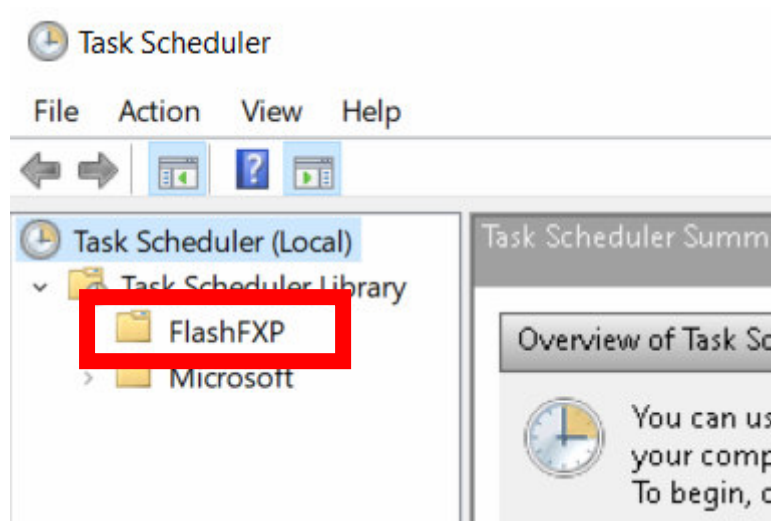 Task Scheduler
File Action View Help
Task Scheduler (Local)
Task Scheduler Library
FlashFXP
Microsoft
Task Scheduler Summ
Overview of Task Sc
You can us
your comp
To begin, c